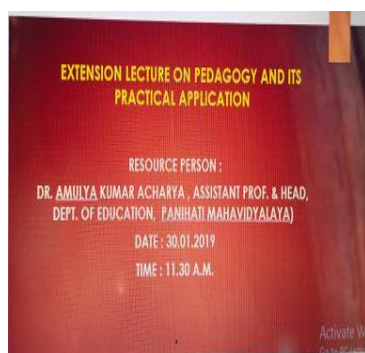 EXTENSION LECTURE ON PEDAGOGY AND ITS
PRACTICAL APPLICATION
RESOURCE PERSON :
DR. AMULYA KUMAR ACHARYA , ASSISTANT PROF. & HEAD,
DEPT. OF EDUCATION, PANIHATI MAHAVIDYALAYA)
DATE : 30.01.2019
TIME : 11.30 A.M.
Activate W